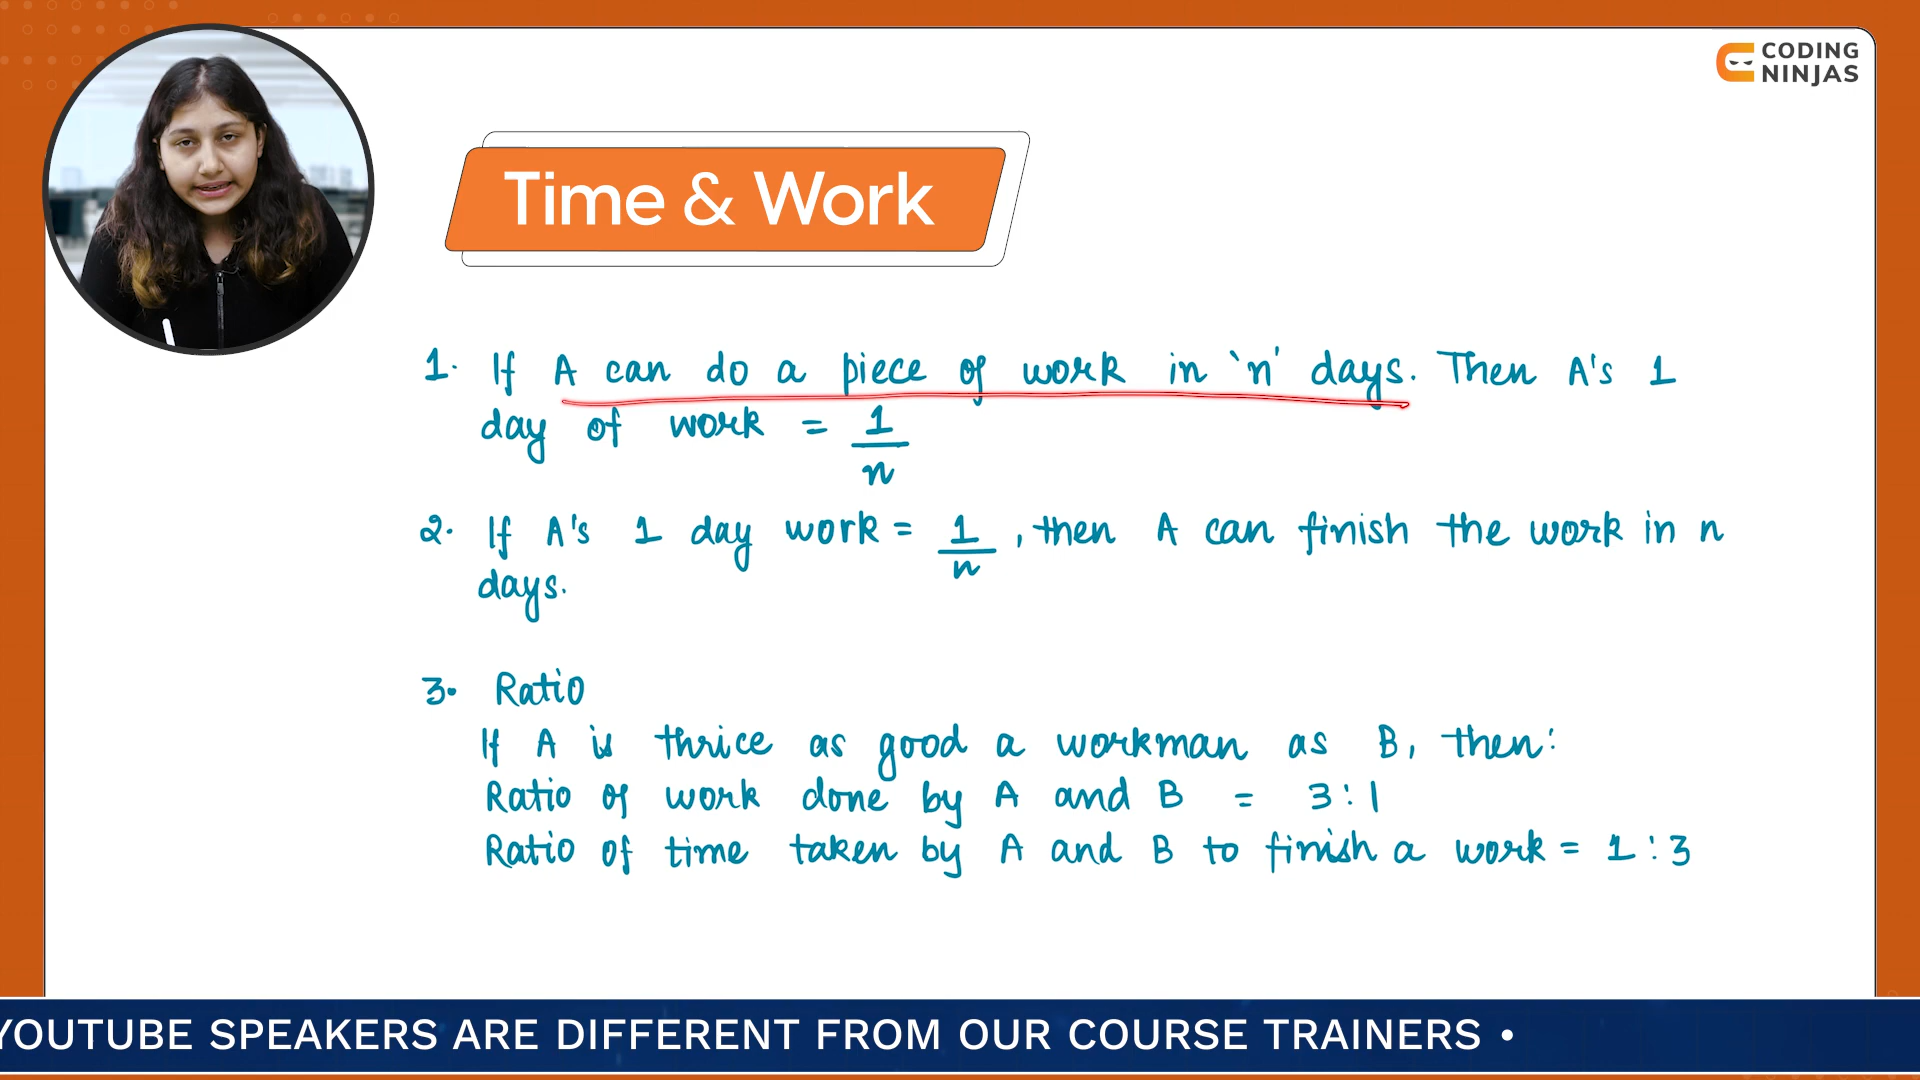 CODING
NINJAS
Time & Work
1. If A can do a piece of work in `n' days. Then A's 1
day of work = 1/n
2. If A's 1 day work = 1/n, then A can finish the work in n
days.
3. Ratio
If A is thrice as good a workman as B, then:
Ratio of work done by A and B = 3:1
Ratio of time taken by A and B to finish a work = 1:3
YOUTUBE SPEAKERS ARE DIFFERENT FROM OUR COURSE TRAINERS •